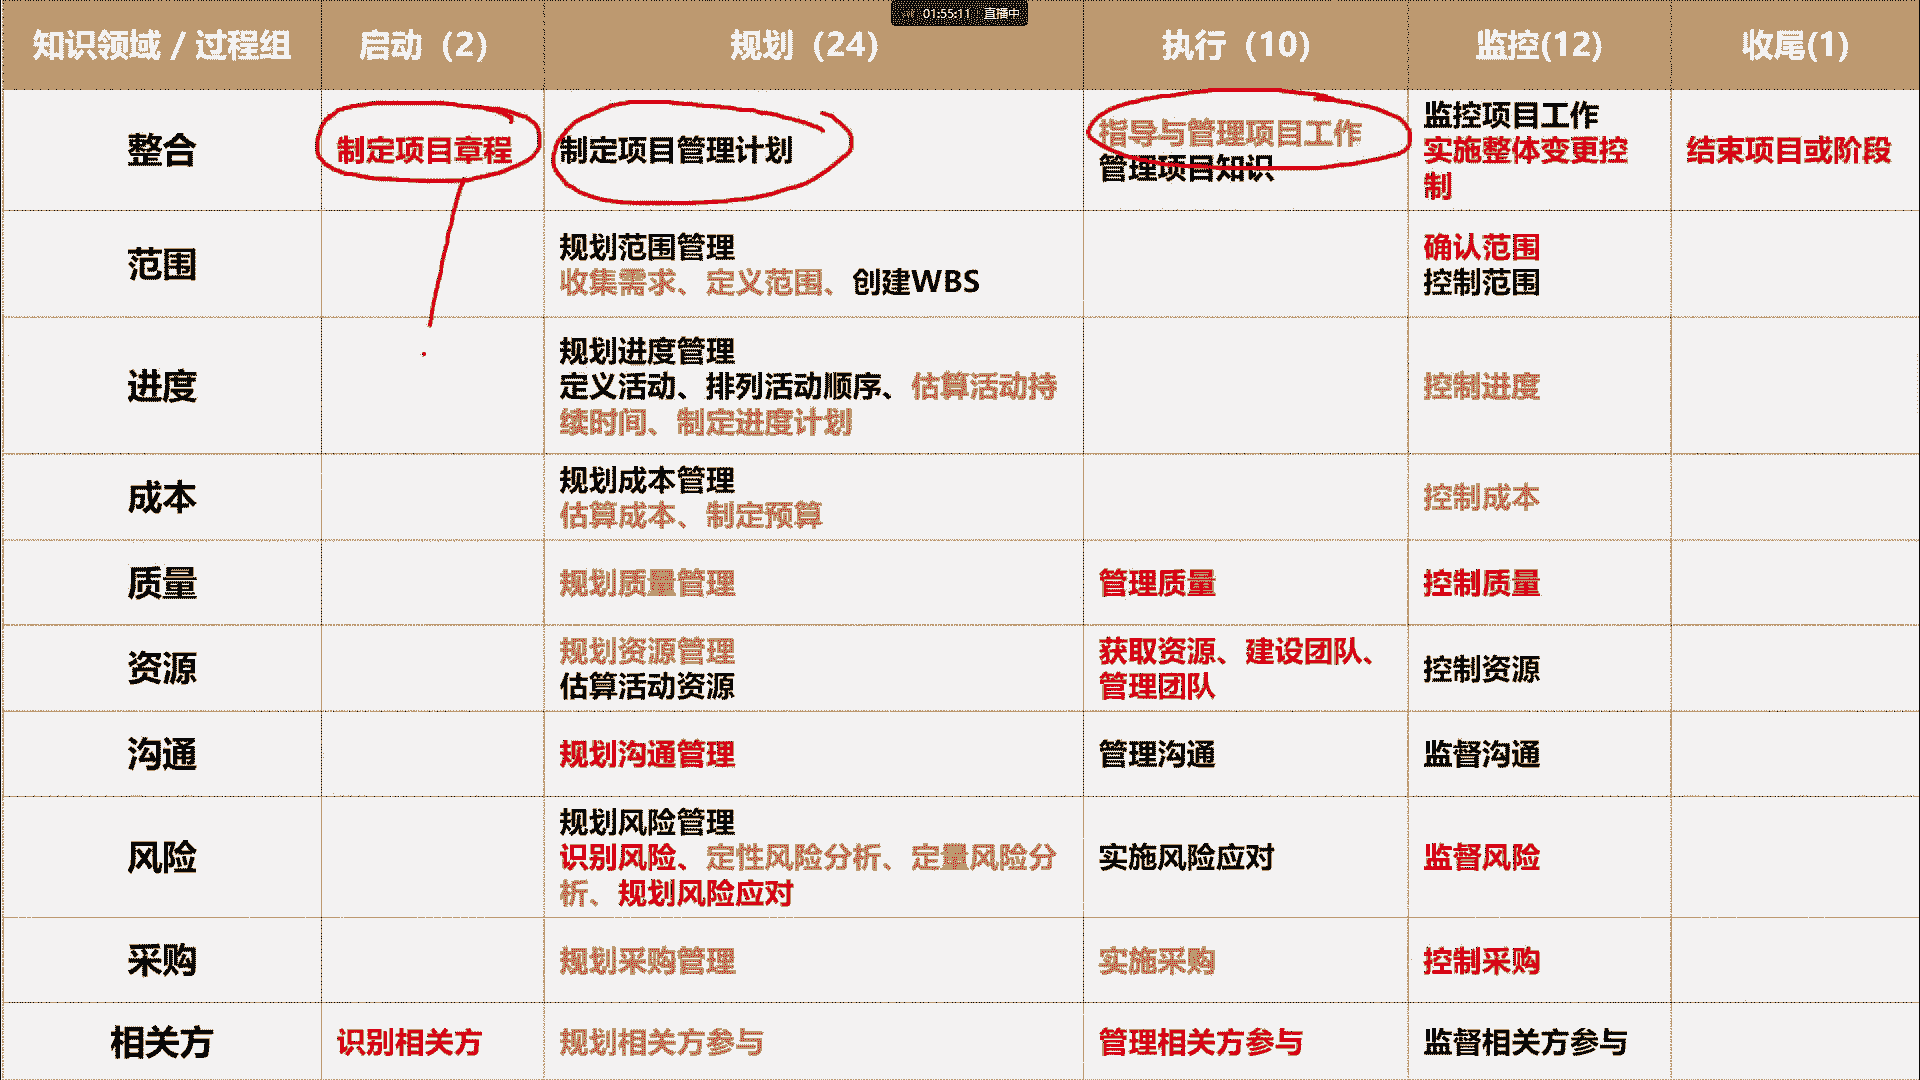 01:55:11 直播中
知识领域 / 过程组
启动（2）
规划（24）
执行（10）
监控(12)
收尾(1)
整合
制定项目章程
制定项目管理计划
指导与管理项目工作
管理项目知识
监控项目工作
实施整体变更控
制
结束项目或阶段
范围
规划范围管理
收集需求、定义范围、创建WBS
确认范围
控制范围
进度
规划进度管理
定义活动、排列活动顺序、估算活动持
续时间、制定进度计划
控制进度
成本
规划成本管理
估算成本、制定预算
控制成本
质量
规划质量管理
管理质量
控制质量
资源
规划资源管理
估算活动资源
获取资源、建设团队、
管理团队
控制资源
沟通
规划沟通管理
管理沟通
监督沟通
风险
规划风险管理
识别风险、定性风险分析、定量风险分
析、规划风险应对
实施风险应对
监督风险
采购
规划采购管理
实施采购
控制采购
相关方
识别相关方
规划相关方参与
管理相关方参与
监督相关方参与